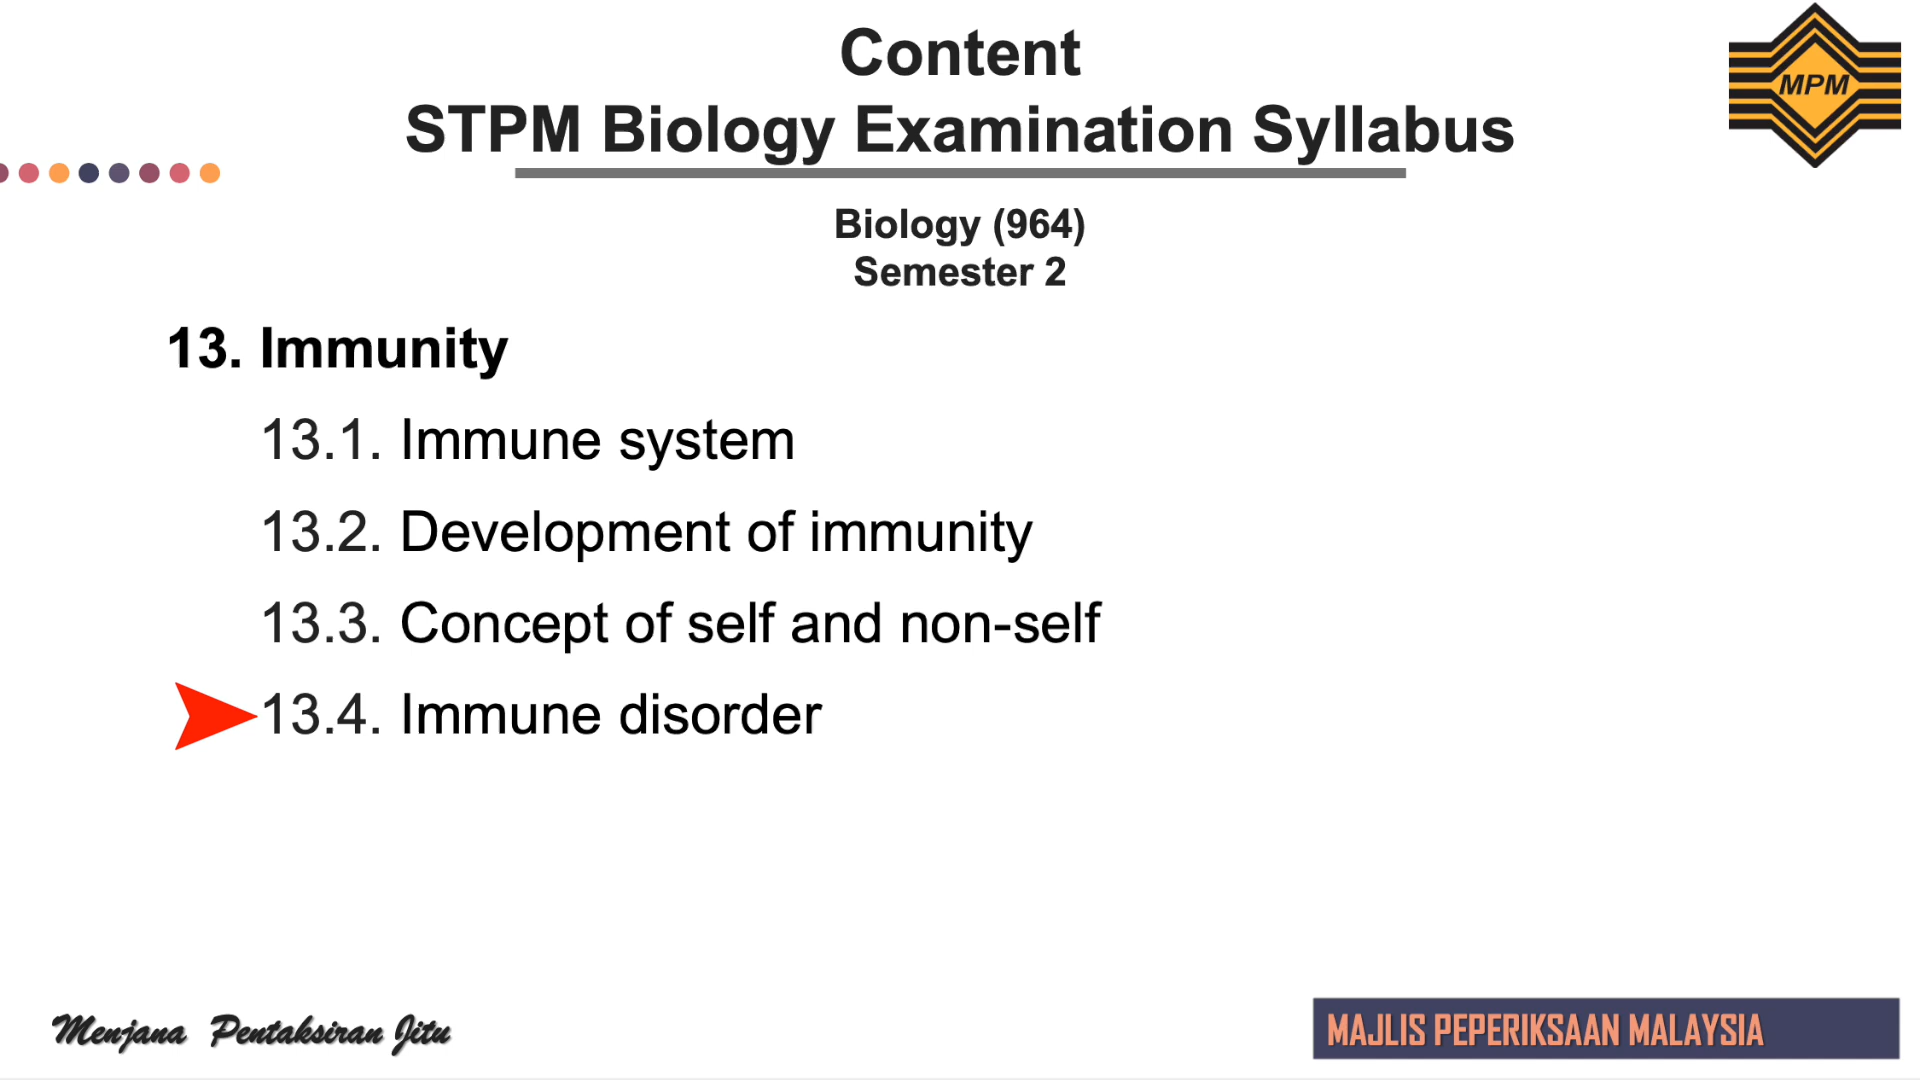 Content
STPM Biology Examination Syllabus
MPM
Biology (964)
Semester 2
13. Immunity
13.1. Immune system
13.2. Development of immunity
13.3. Concept of self and non-self
13.4. Immune disorder
Menjana Pentaksiran Jitu
MAJLIS PEPERIKSAAN MALAYSIA